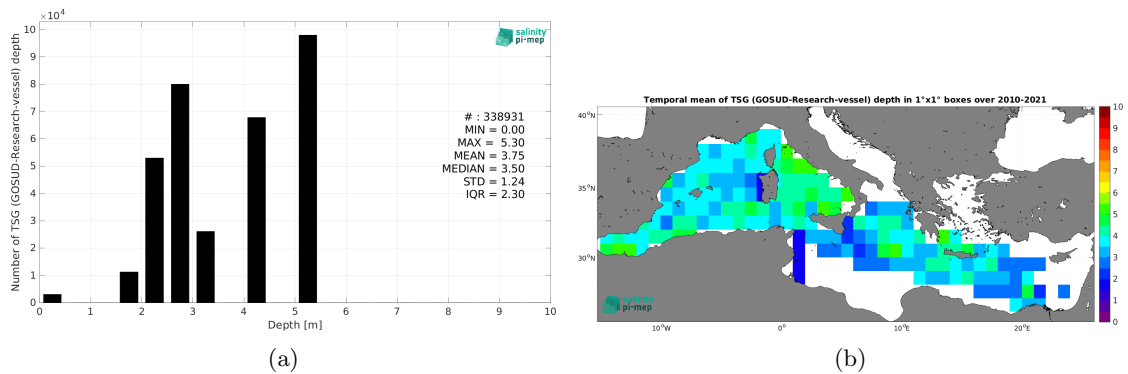 ×10⁴
10
9
8
7
6
5
4
3
2
1
0
Number of TSG (GOSUD-Research-vessel) depth
salinity
pi-mep
# : 338931
MIN = 0.00
MAX = 5.30
MEAN = 3.75
MEDIAN = 3.50
STD = 1.24
IQR = 2.30
0 1 2 3 4 5 6 7 8 9 10
Depth [m]
(a)
Temporal mean of TSG (GOSUD-Research-vessel) depth in 1°x1° boxes over 2010-2021
40°N
35°N
30°N
salinity
pi-mep
10°W 0° 10°E 20°E
10
9
8
7
6
5
4
3
2
1
0
(b)